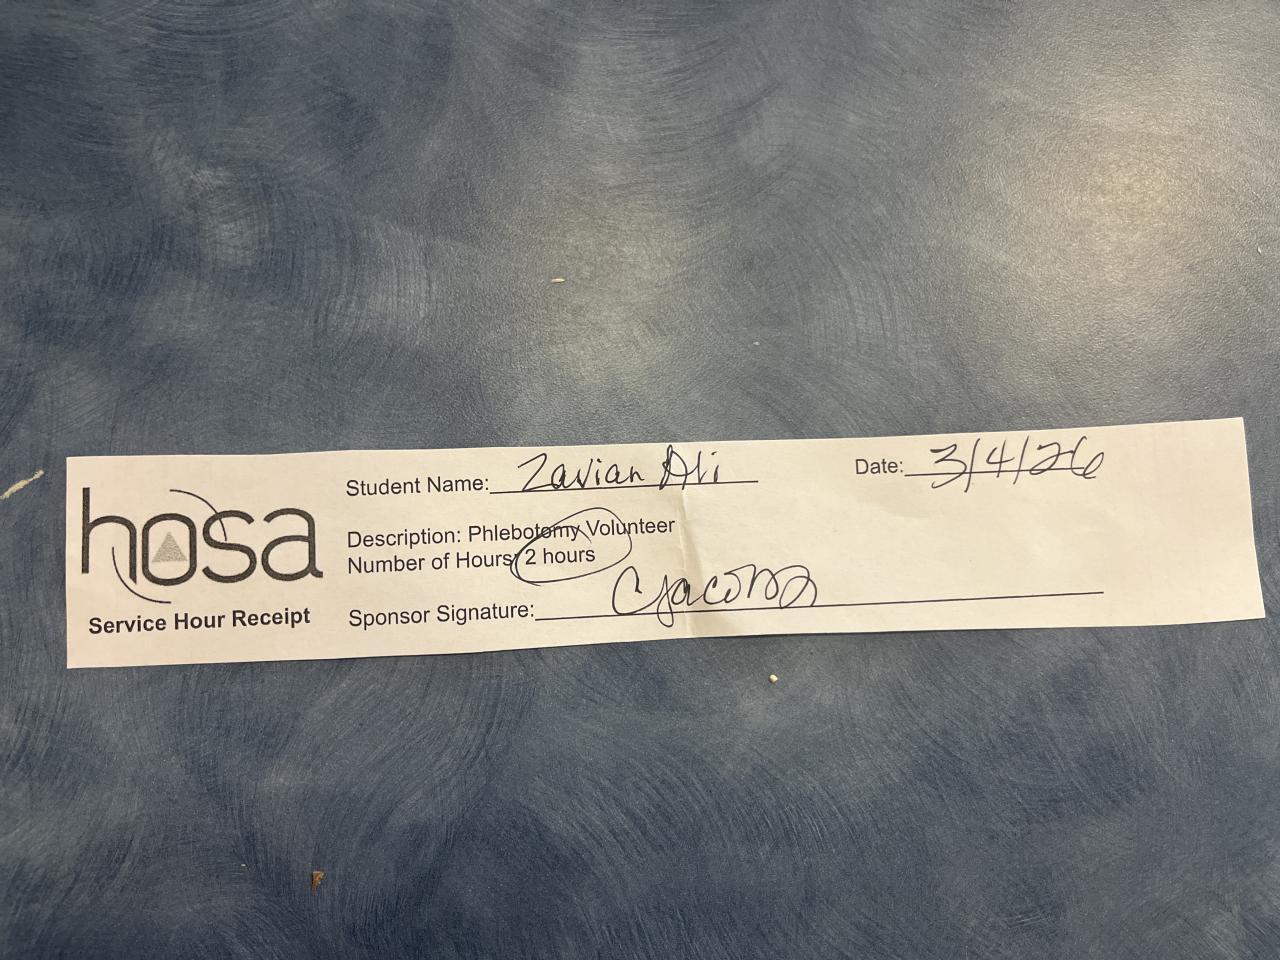 hosa
Service Hour Receipt
Student Name: Zavian Ali
Date: 3/4/26
Description: Phlebotomy Volunteer
Number of Hours: 2 hours
Sponsor Signature: